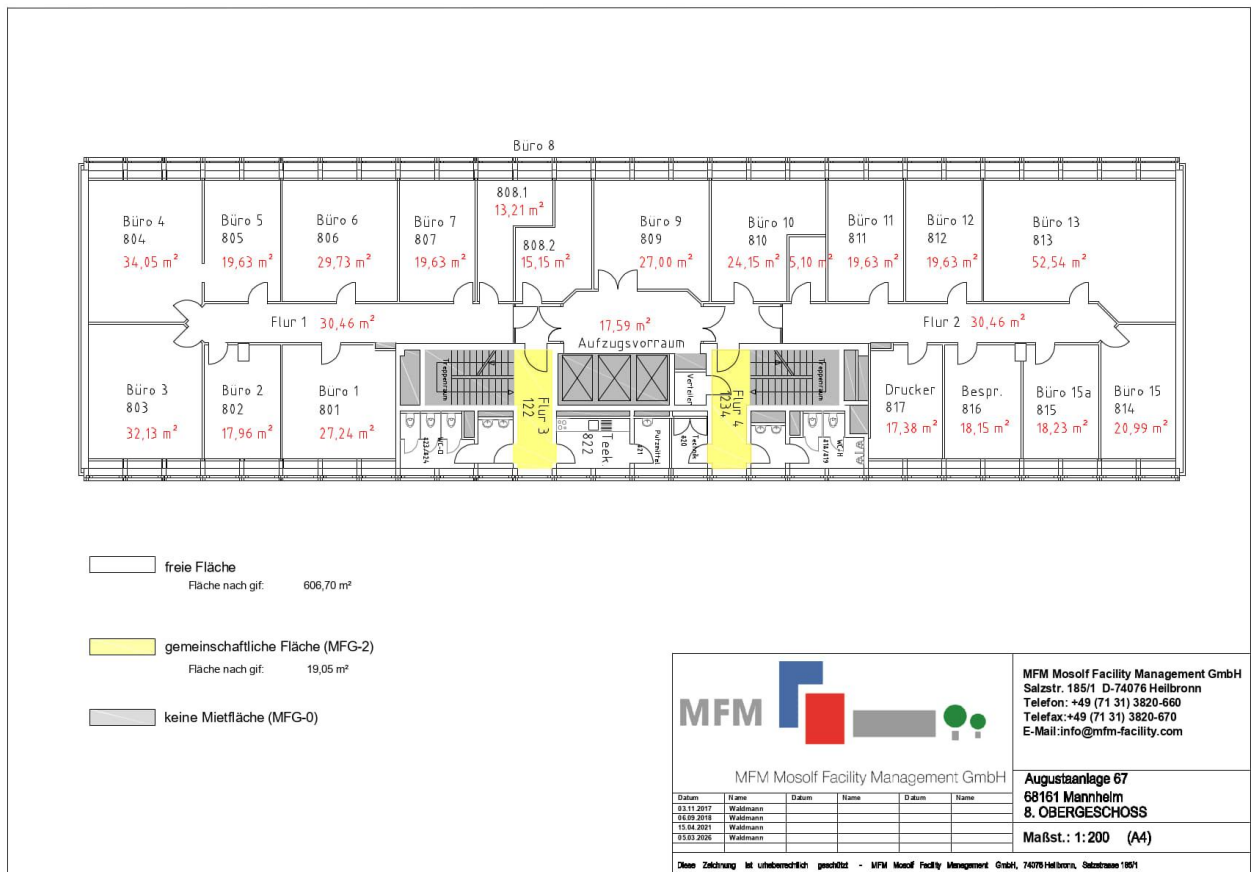 Büro 8
Büro 4
804
34,05 m²
Büro 5
805
19,63 m²
Büro 6
806
29,73 m²
Büro 7
807
19,63 m²
808.1
13,21 m²
808.2
15,15 m²
Büro 9
809
27,00 m²
Büro 10
810
24,15 m²
5,10 m²
Büro 11
811
19,63 m²
Büro 12
812
19,63 m²
Büro 13
813
52,54 m²
Flur 1 30,46 m²
17,59 m²
Aufzugsvorraum
Flur 2 30,46 m²
Büro 3
803
32,13 m²
Büro 2
802
17,96 m²
Büro 1
801
27,24 m²
Treppenraum
Flur 3
122
Verteiler
Flur 4
1234
Treppenraum
WC-D
423/424
Teek.
822
Putzmittel
421
Technik
420
WC-H
418/419
Drucker
817
17,38 m²
Bespr.
816
18,15 m²
Büro 15a
815
18,23 m²
Büro 15
814
20,99 m²
freie Fläche
Fläche nach gif: 606,70 m²
gemeinschaftliche Fläche (MFG-2)
Fläche nach gif: 19,05 m²
keine Mietfläche (MFG-0)
MFM
MFM Mosolf Facility Management GmbH
MFM Mosolf Facility Management GmbH
Salzstr. 185/1 D-74076 Heilbronn
Telefon: +49 (71 31) 3820-660
Telefax:+49 (71 31) 3820-670
E-Mail:info@mfm-facility.com
Augustaanlage 67
68161 Mannheim
8. OBERGESCHOSS
Maßst.: 1:200 (A4)
Datum Name Datum Name Datum Name
03.11.2017 Waldmann
06.09.2018 Waldmann
15.04.2021 Waldmann
05.03.2026 Waldmann
Diese Zeichnung ist urheberrechtlich geschützt - MFM Mosolf Facility Management GmbH, 74076 Heilbronn, Salzstrasse 185/1